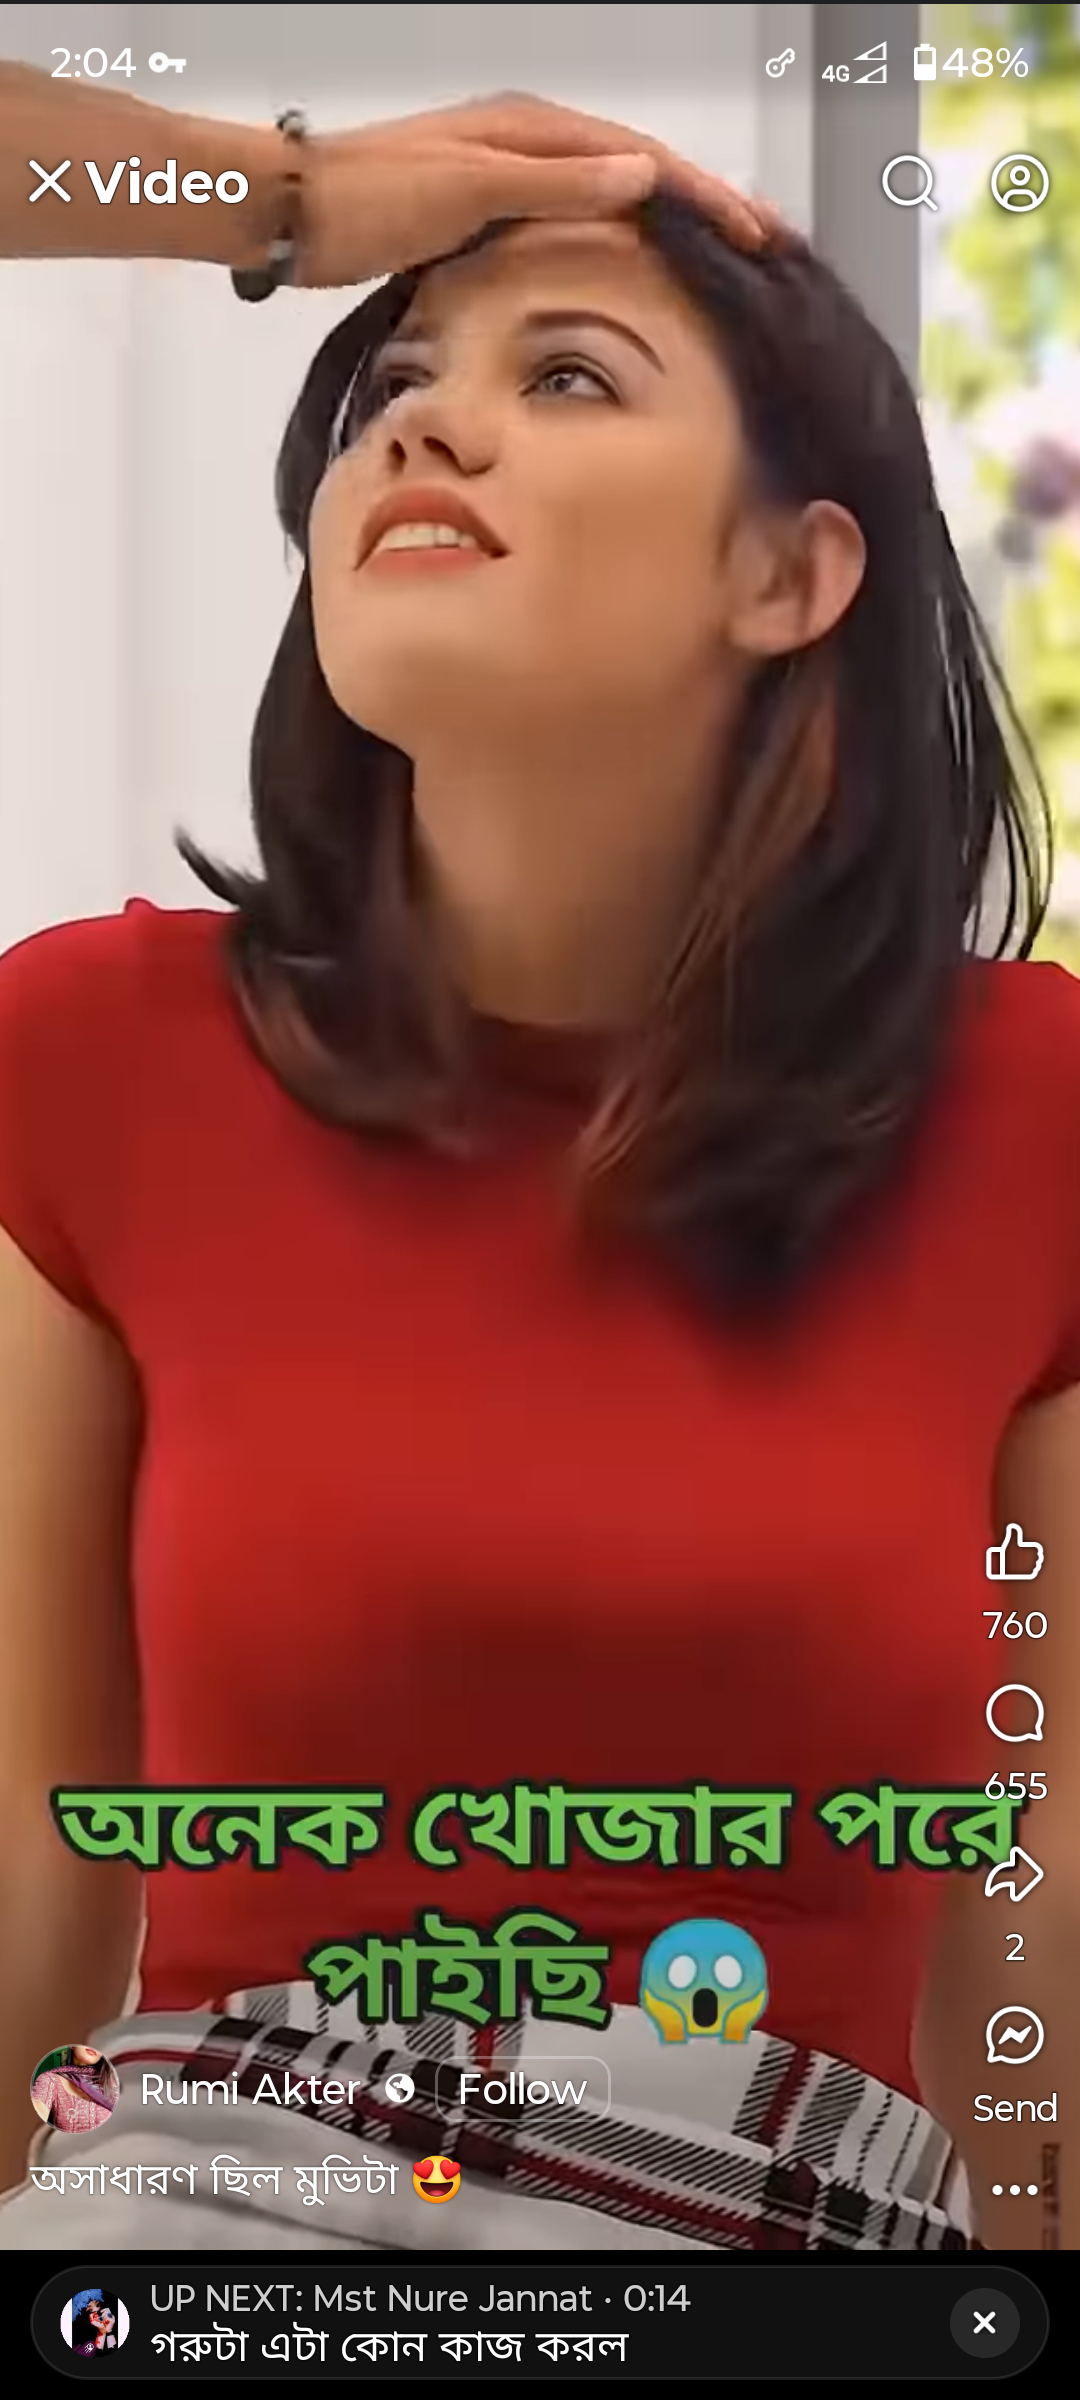 2:04
4G
48%
Video
760
655
অনেক খোজার পরে
পাইছি 😱
2
Rumi Akter
Follow
Send
অসাধারণ ছিল মুভিটা 😍
UP NEXT: Mst Nure Jannat · 0:14
গরুটা এটা কোন কাজ করল